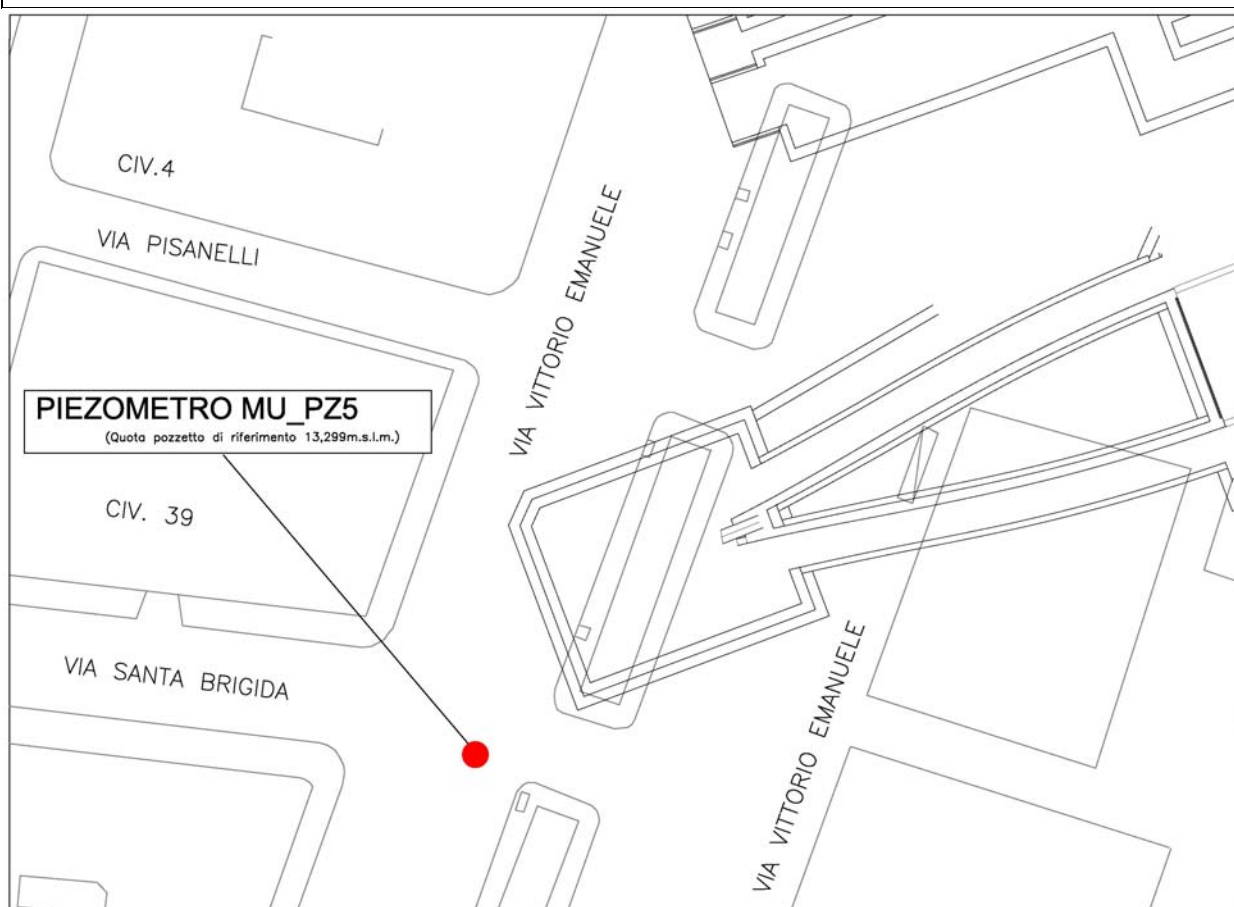 CIV.4
VIA PISANELLI
VIA VITTORIO EMANUELE
PIEZOMETRO MU_PZ5
(Quota pozzetto di riferimento 13,299m.s.l.m.)
CIV. 39
VIA SANTA BRIGIDA
VIA VITTORIO EMANUELE